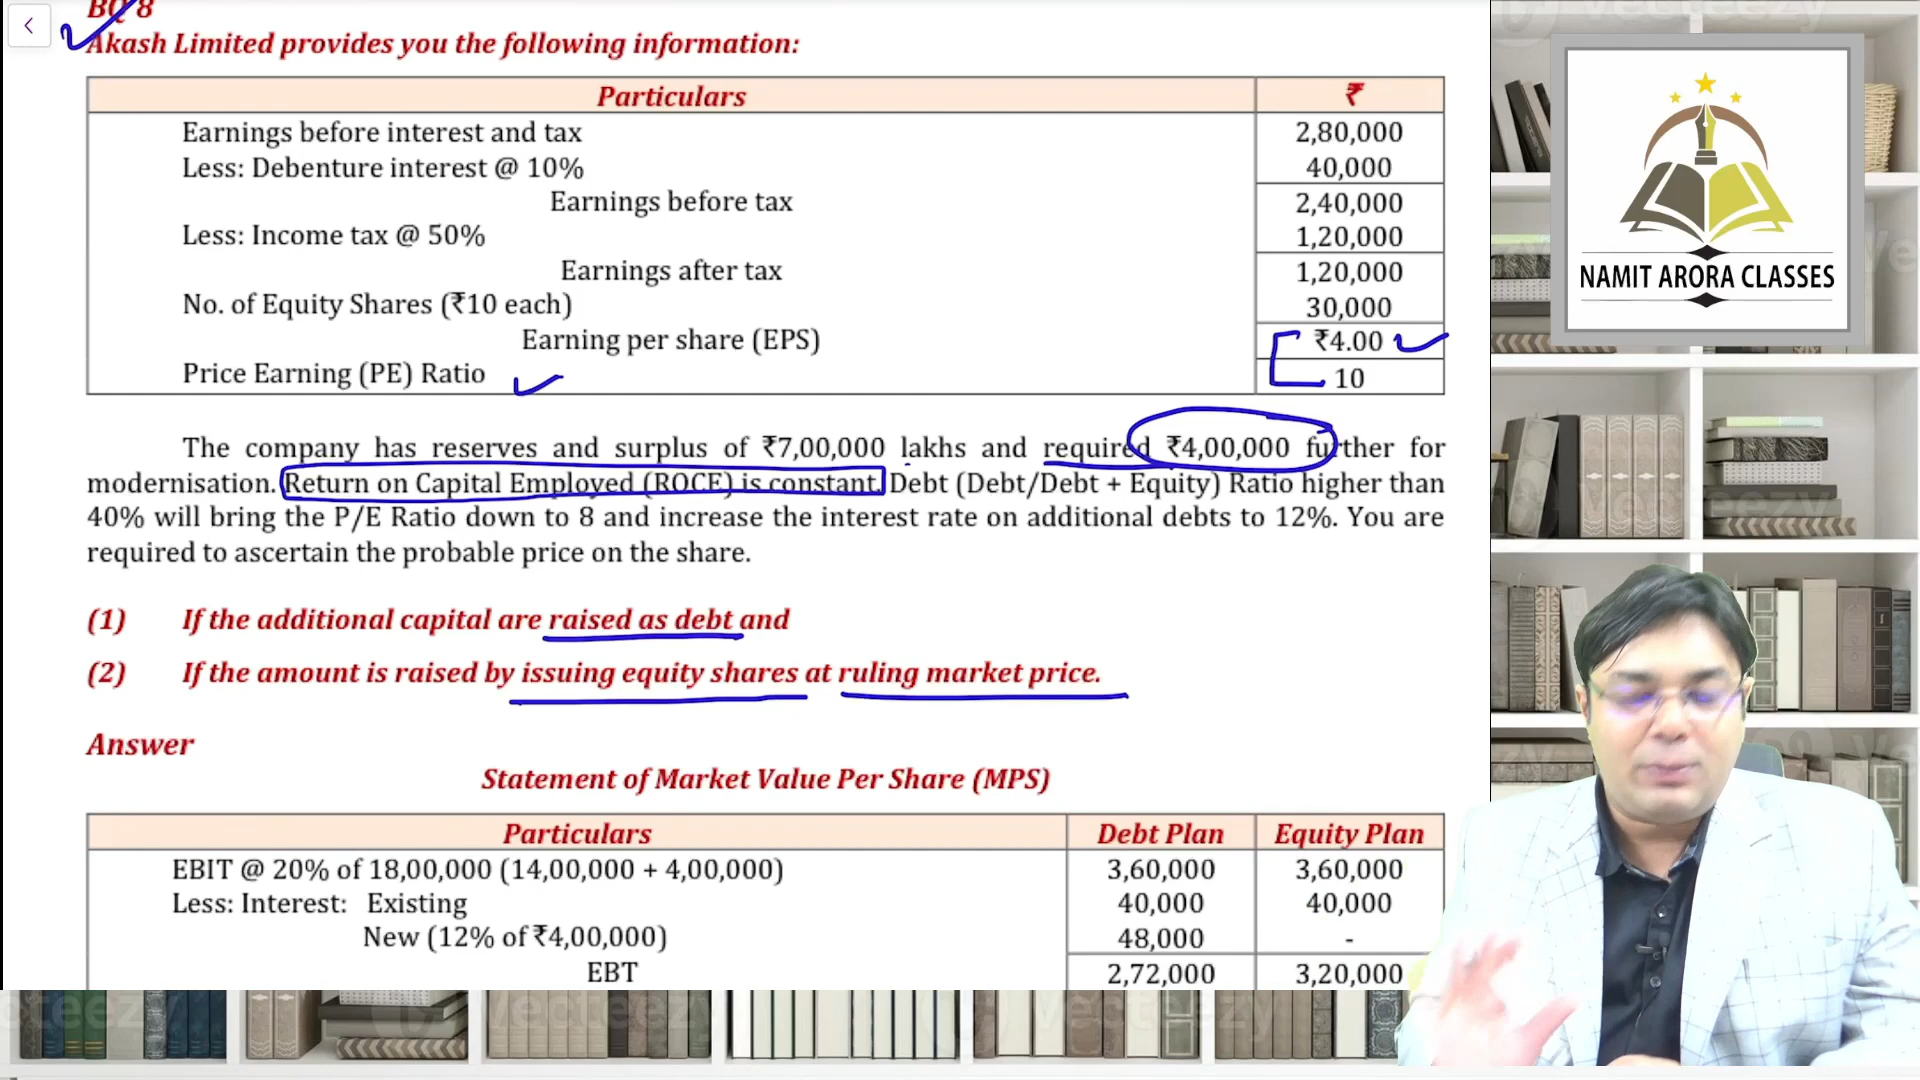 BQ 8
Akash Limited provides you the following information:
Particulars ₹
Earnings before interest and tax 2,80,000
Less: Debenture interest @ 10% 40,000
Earnings before tax 2,40,000
Less: Income tax @ 50% 1,20,000
Earnings after tax 1,20,000
No. of Equity Shares (₹10 each) 30,000
Earning per share (EPS) ₹4.00
Price Earning (PE) Ratio 10
The company has reserves and surplus of ₹7,00,000 lakhs and required ₹4,00,000 further for
modernisation. Return on Capital Employed (ROCE) is constant. Debt (Debt/Debt + Equity) Ratio higher than
40% will bring the P/E Ratio down to 8 and increase the interest rate on additional debts to 12%. You are
required to ascertain the probable price on the share.
(1) If the additional capital are raised as debt and
(2) If the amount is raised by issuing equity shares at ruling market price.
Answer
Statement of Market Value Per Share (MPS)
Particulars Debt Plan Equity Plan
EBIT @ 20% of 18,00,000 (14,00,000 + 4,00,000) 3,60,000 3,60,000
Less: Interest: Existing 40,000 40,000
New (12% of ₹4,00,000) 48,000 -
EBT 2,72,000 3,20,000
NAMIT ARORA CLASSES